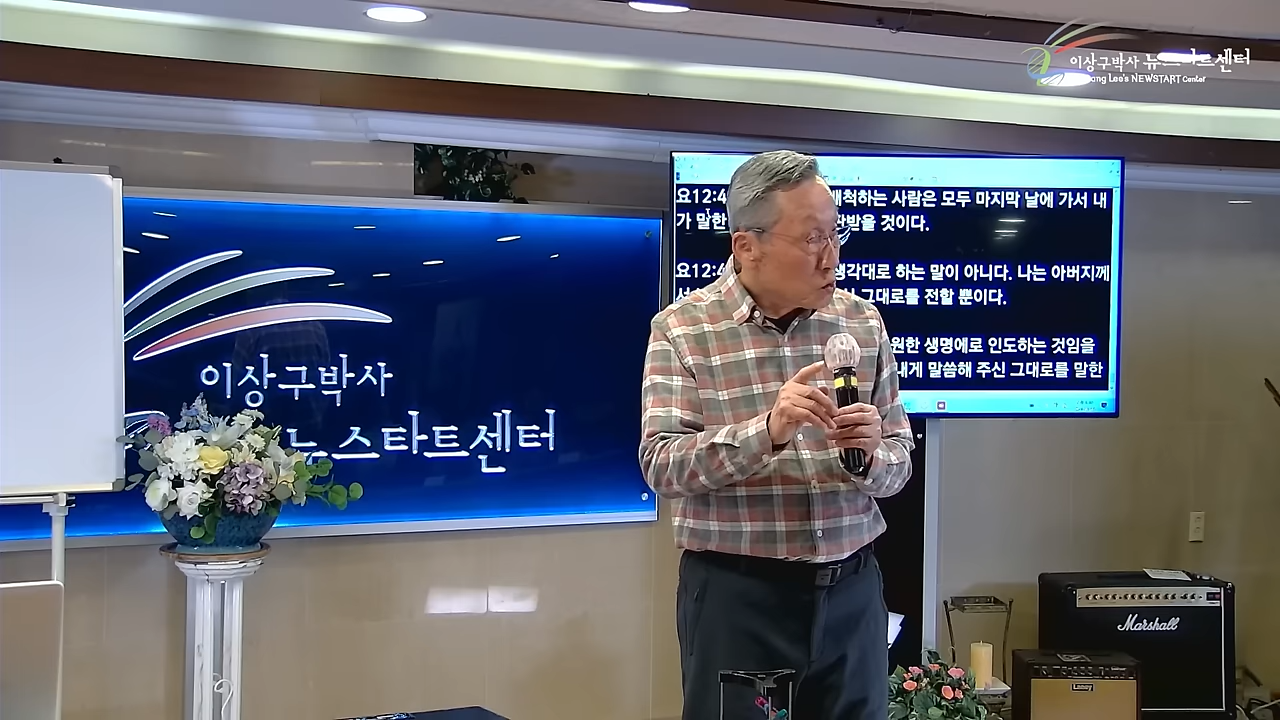 이상구박사 뉴스타트센터
Lee's NEWSTART Center
요12:4 배척하는 사람은 모두 마지막 날에 가서 내
가 말한 받을 것이다.
요12:4 생각대로 하는 말이 아니다. 나는 아버지께
그대로를 전할 뿐이다.
원한 생명에로 인도하는 것임을
내게 말씀해 주신 그대로를 말한
이상구박사
뉴스타트센터
Marshall
Laney